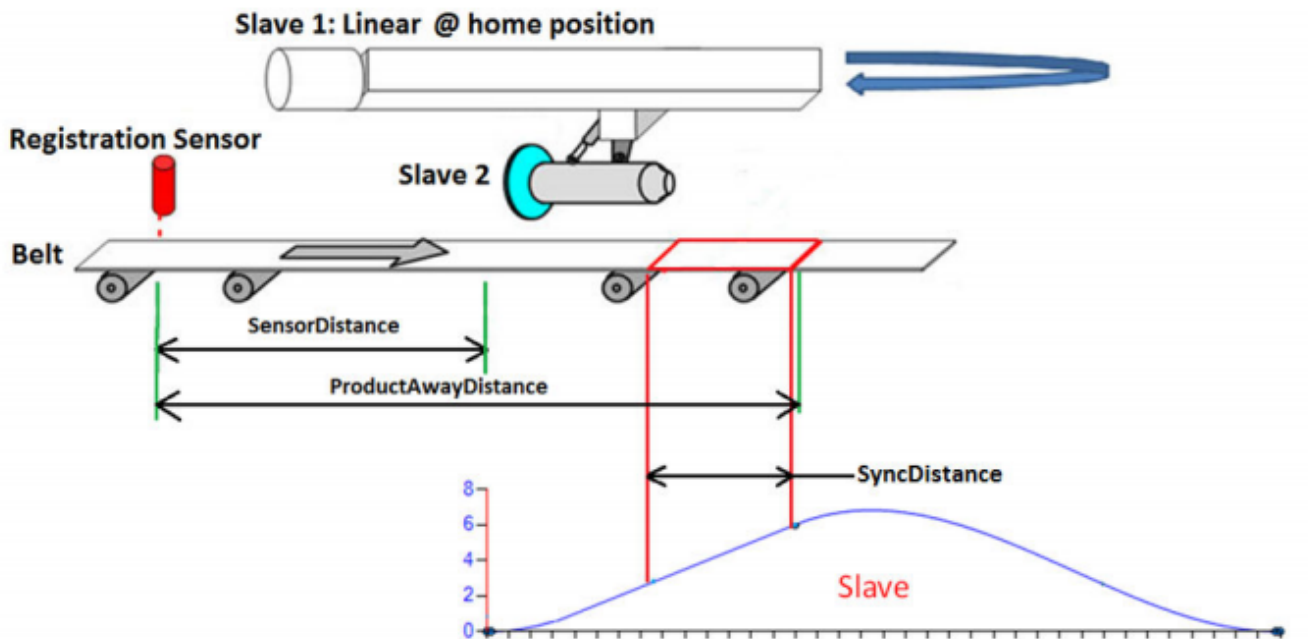 Slave 1: Linear @ home position
Registration Sensor
Slave 2
Belt
SensorDistance
ProductAwayDistance
SyncDistance
8
6
4
2
0
Slave